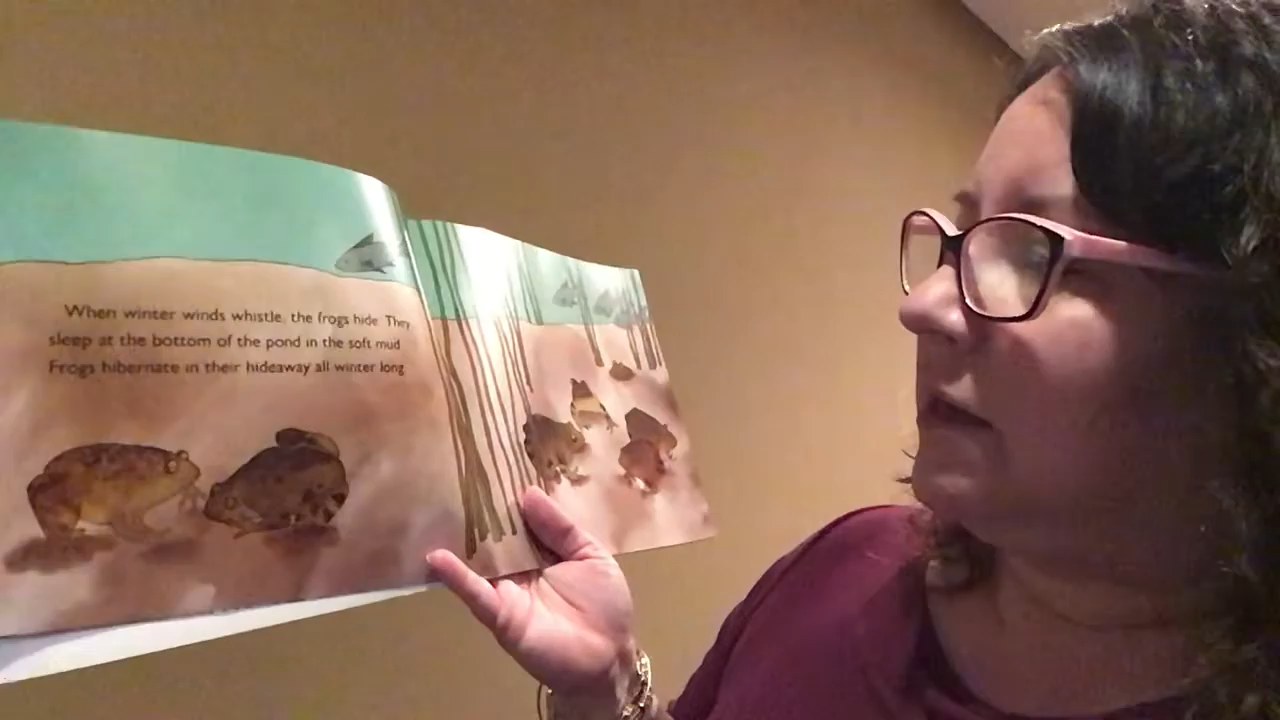 When winter winds whistle, the frogs hide. They
sleep at the bottom of the pond in the soft mud.
Frogs hibernate in their hideaway all winter long.